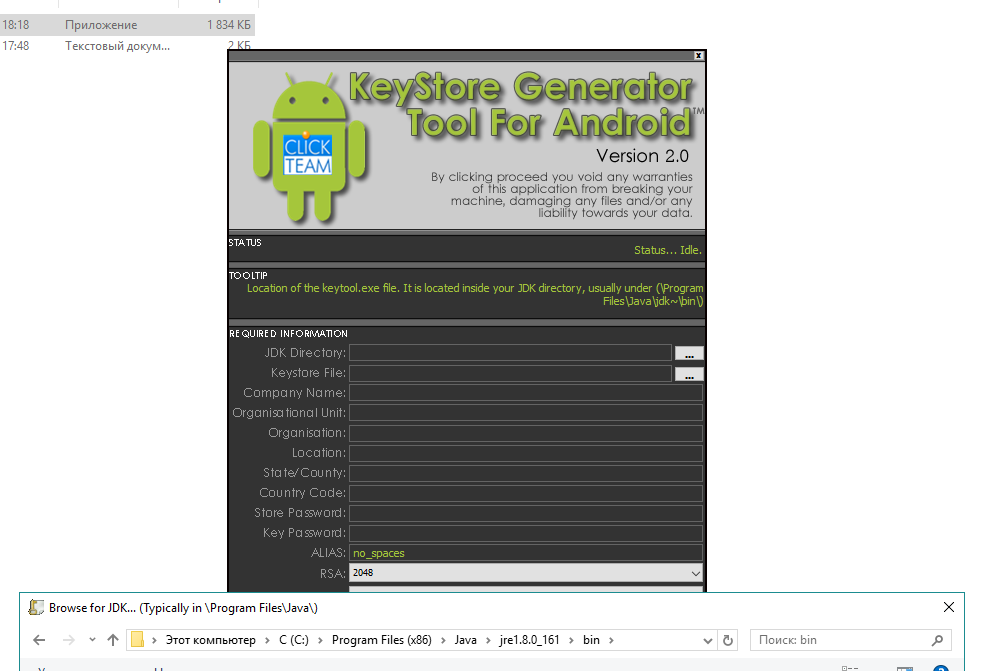 18:18 Приложение 1 834 КБ
17:48 Текстовый докум... 2 КБ
x
KeyStore Generator
Tool For Android™
CLICK
TEAM
Version 2.0
By clicking proceed you void any warranties
of this application from breaking your
machine, damaging any files and/or any
liability towards your data.
STATUS
Status... Idle.
TOOLTIP
Location of the keytool.exe file. It is located inside your JDK directory, usually under (\Program
Files\Java\jdk~\bin\)
REQUIRED INFORMATION
JDK Directory: ...
Keystore File: ...
Company Name:
Organisational Unit:
Organisation:
Location:
State/County:
Country Code:
Store Password:
Key Password:
ALIAS: no_spaces
RSA: 2048
Browse for JDK... (Typically in \Program Files\Java\)
Этот компьютер > C (C:) > Program Files (x86) > Java > jre1.8.0_161 > bin >
Поиск: bin